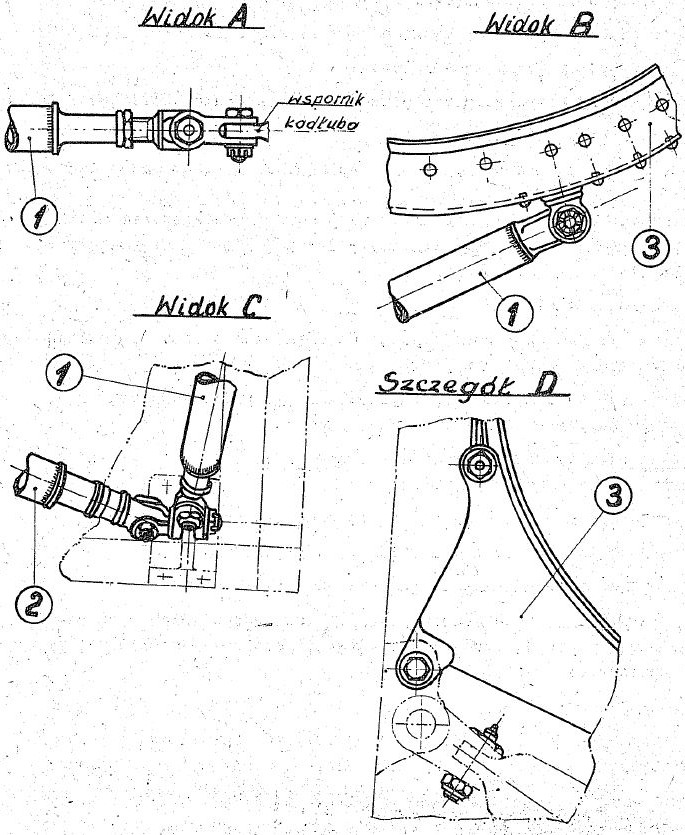 Widok A
wspornik
kadłuba
1
Widok B
3
1
Widok C
1
2
Szczegół D
3